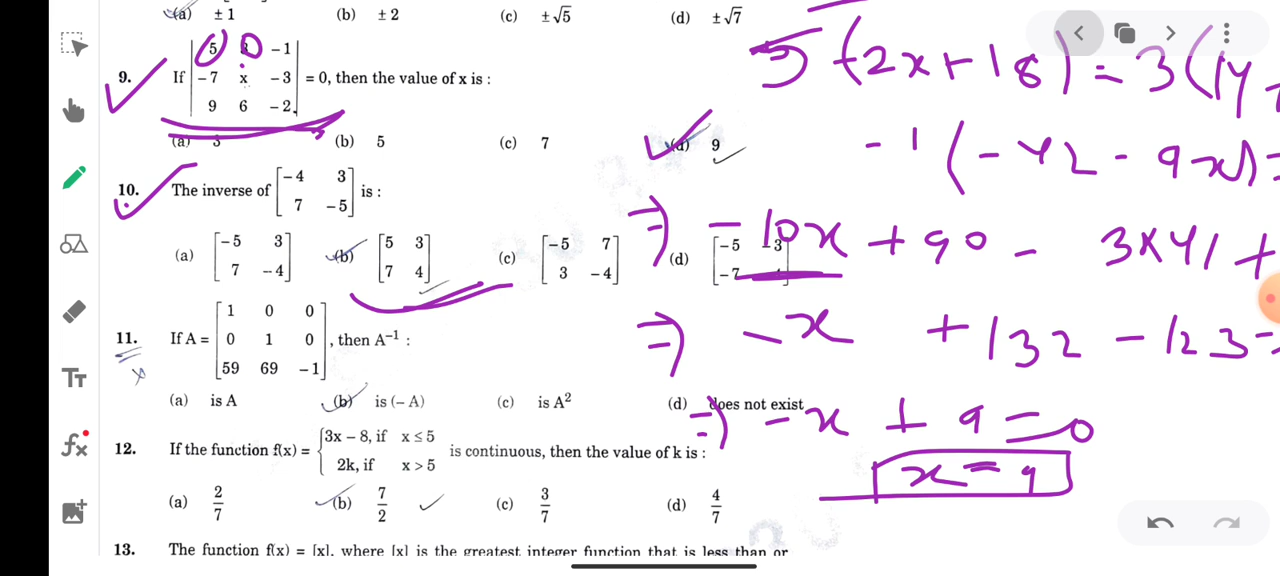 (a) ± 1 (b) ± 2 (c) ± √5 (d) ± √7
9. If | 5 3 -1 | = 0, then the value of x is :
| -7 x -3 |
| 9 6 -2 |
(a) 3 (b) 5 (c) 7 (d) 9
10. The inverse of [ -4 3 ] is :
[ 7 -5 ]
(a) [ -5 3 ] (b) [ 5 3 ] (c) [ -5 7 ] (d) [ -5 -3 ]
[ 7 -4 ] [ 7 4 ] [ 3 -4 ] [ -7 ]
11. If A = [ 1 0 0 ] , then A⁻¹ :
[ 0 1 0 ]
[ 59 69 -1 ]
(a) is A (b) is (– A) (c) is A² (d) does not exist
12. If the function f(x) = { 3x – 8, if x ≤ 5 is continuous, then the value of k is :
{ 2k, if x > 5
(a) 2/7 (b) 7/2 (c) 3/7 (d) 4/7
13. The function f(x) = [x], where [x] is the greatest integer function that is less than or
(2x + 18) = 3(14
- 1 (- 42 - 9x)
⇒ - 10x + 90 - 3×41 +
⇒ - x + 132 - 123 =
⇒ - x + 9 = 0
x = 9
Tт
fx